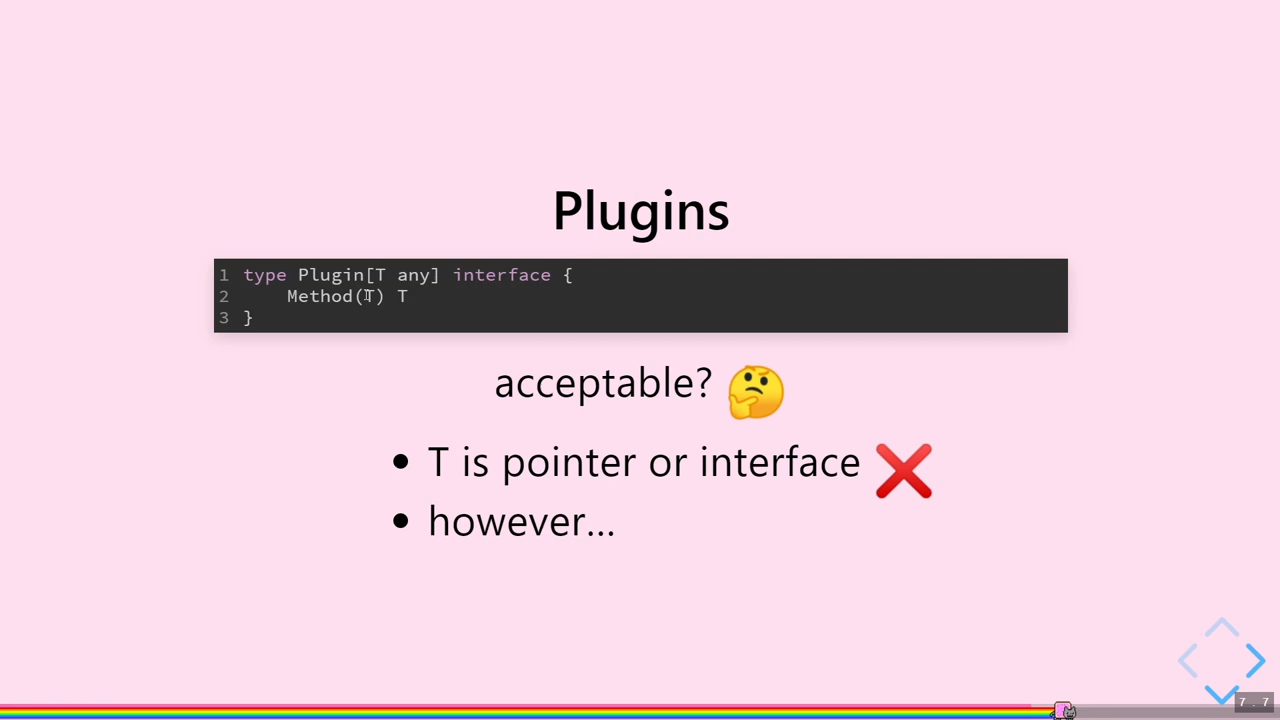 Plugins
1 type Plugin[T any] interface {
2     Method(T) T
3 }
acceptable? 🤔
• T is pointer or interface ❌
• however...
7.7